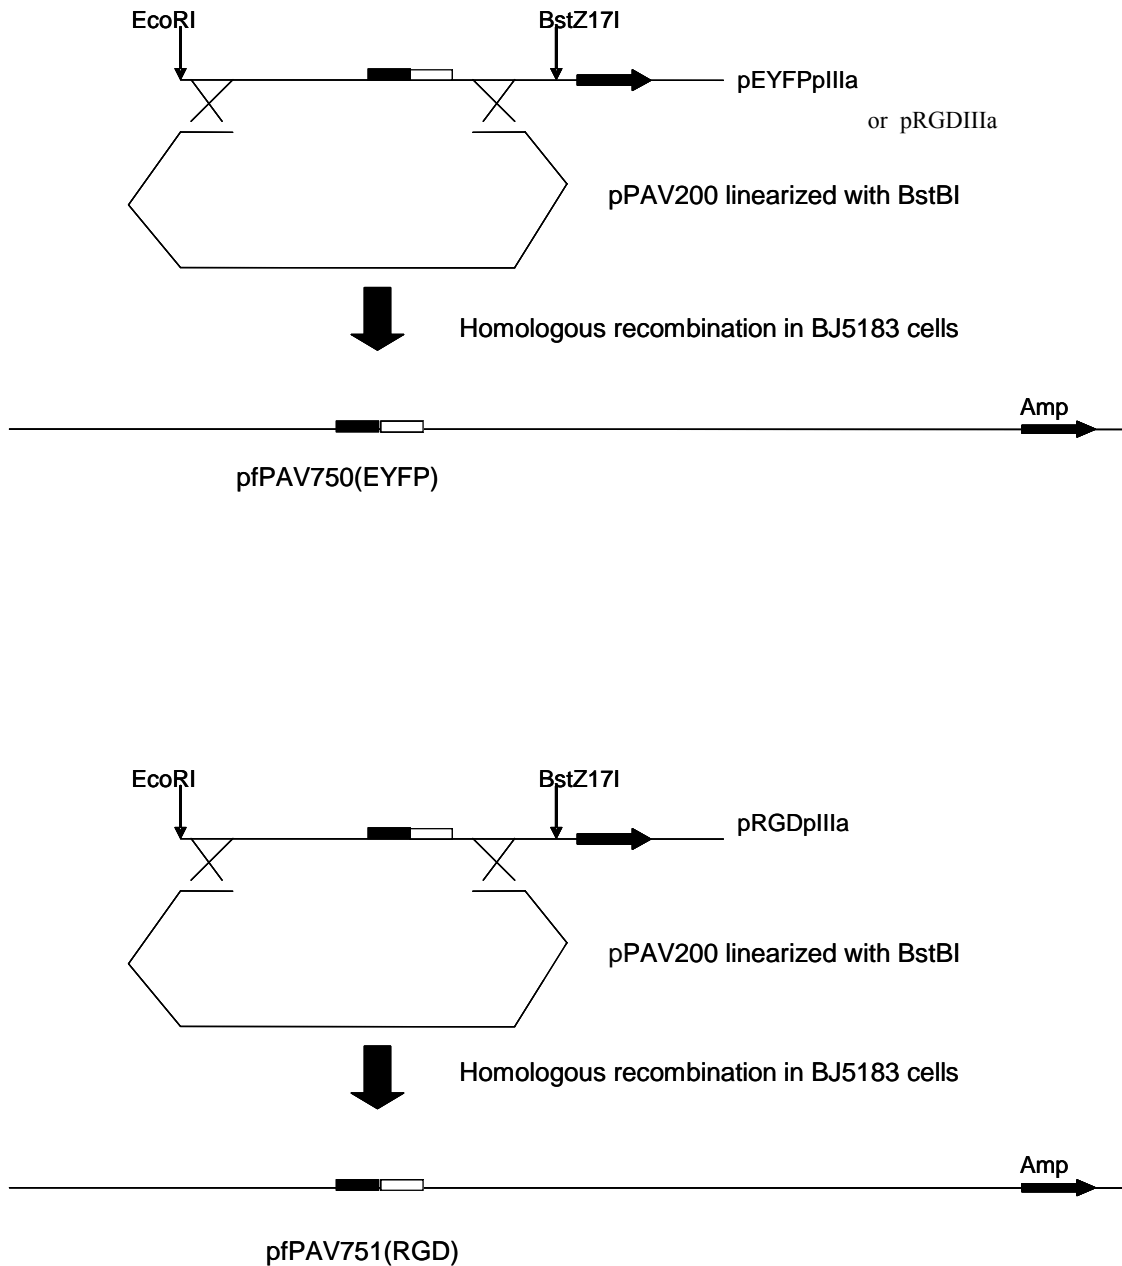 EcoRI
BstZ17I
pEYFPpIIIa
or pRGDIIIa
pPAV200 linearized with BstBI
Homologous recombination in BJ5183 cells
Amp
pfPAV750(EYFP)
EcoRI
BstZ17I
pRGDpIIIa
pPAV200 linearized with BstBI
Homologous recombination in BJ5183 cells
Amp
pfPAV751(RGD)